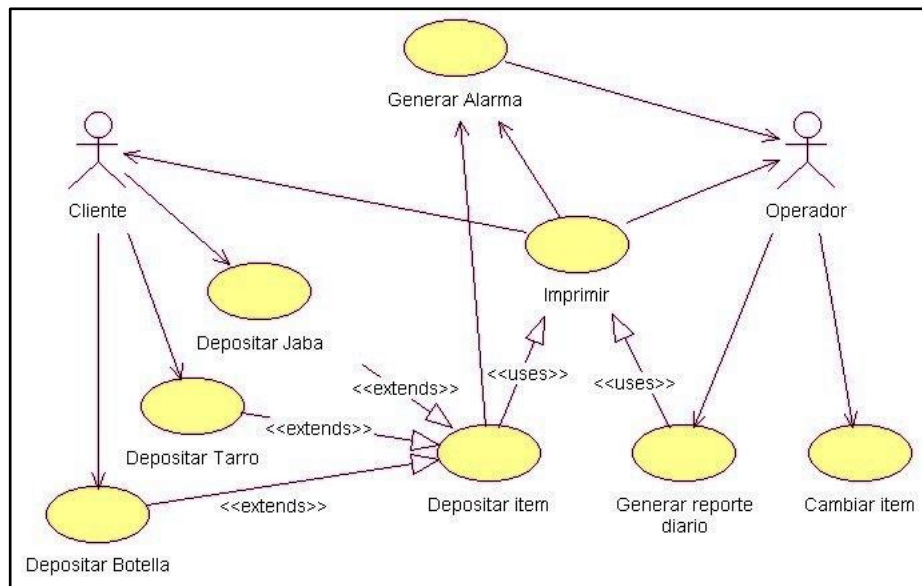 Generar Alarma
Cliente
Operador
Imprimir
Depositar Jaba
<<extends>>
<<uses>>
<<uses>>
<<extends>>
Depositar Tarro
<<extends>>
Depositar item
Generar reporte
diario
Cambiar item
Depositar Botella